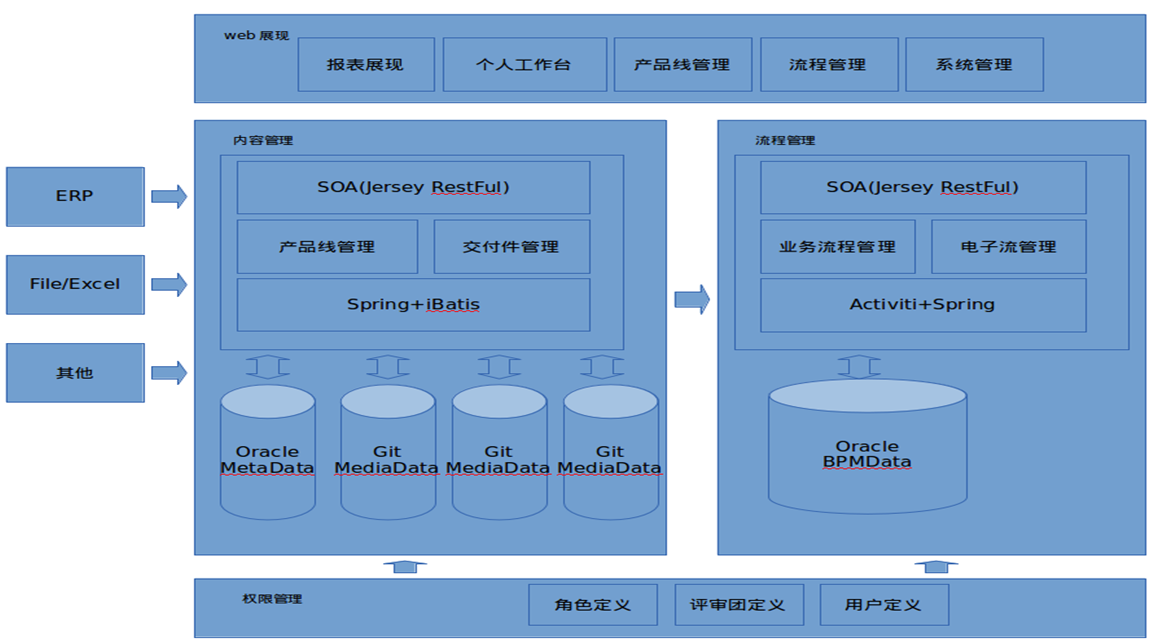 web 展现
报表展现
个人工作台
产品线管理
流程管理
系统管理
内容管理
SOA(Jersey RestFul)
产品线管理
交付件管理
Spring+iBatis
Oracle
MetaData
Git
MediaData
Git
MediaData
Git
MediaData
流程管理
SOA(Jersey RestFul)
业务流程管理
电子流管理
Activiti+Spring
Oracle
BPMData
ERP
File/Excel
其他
权限管理
角色定义
评审团定义
用户定义